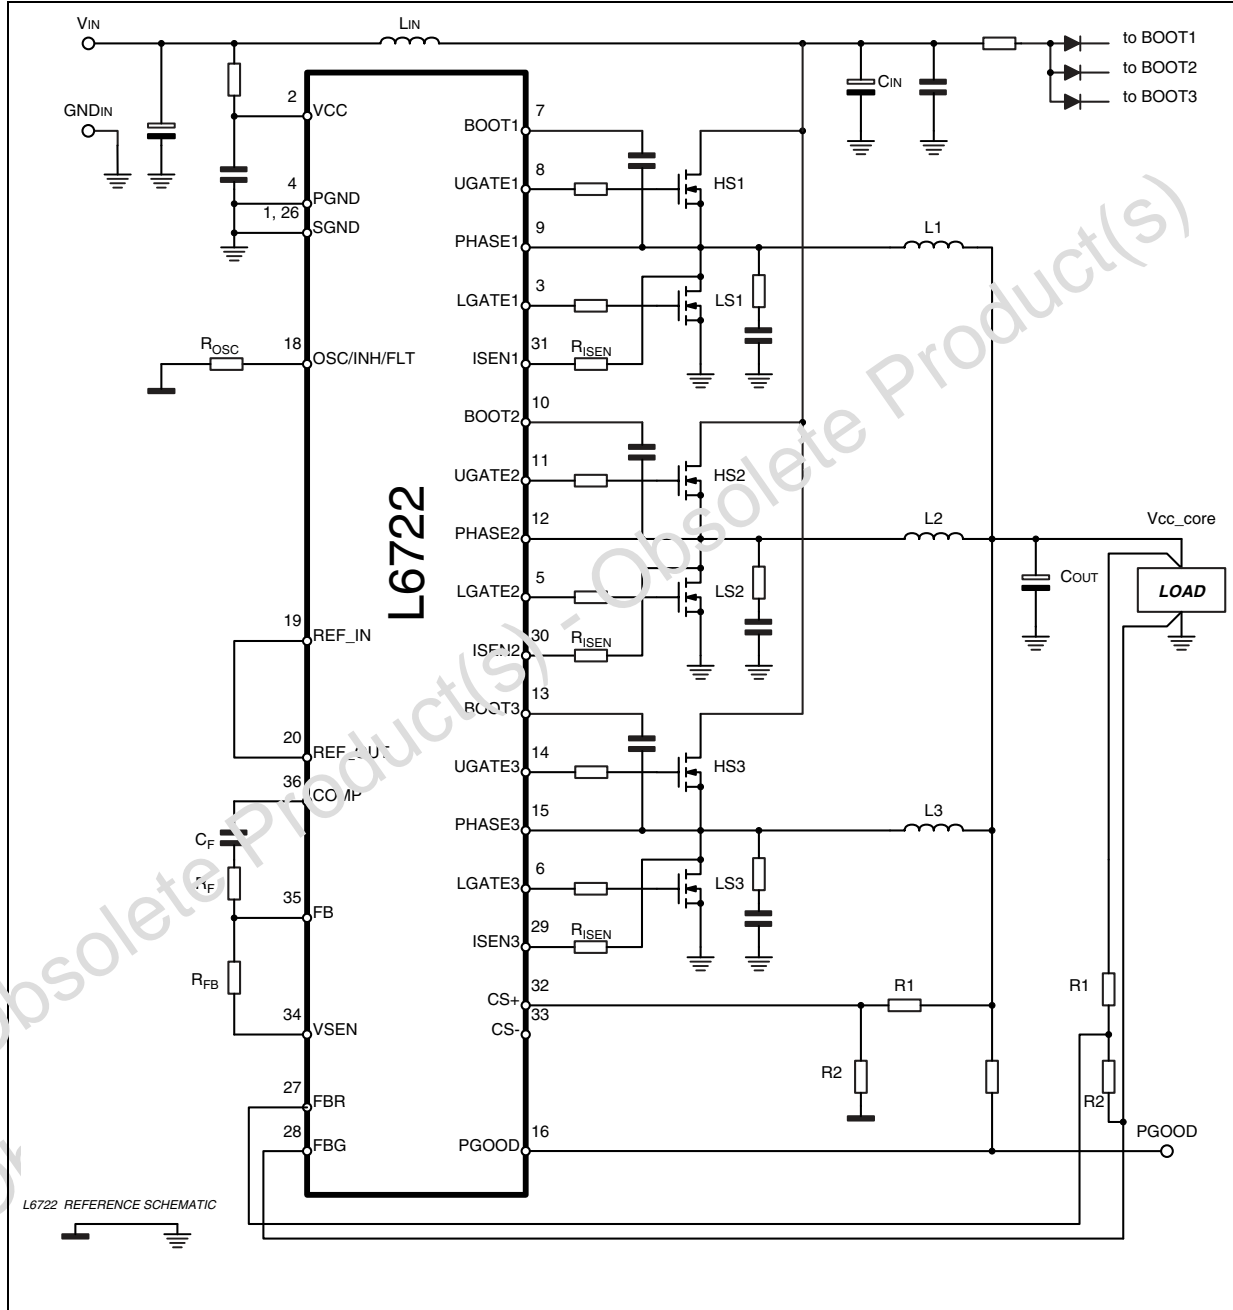 VIN
LIN
to BOOT1
to BOOT2
to BOOT3
CIN
GNDIN
2
VCC
4
PGND
1, 26
SGND
7
BOOT1
8
UGATE1
HS1
9
PHASE1
L1
3
LGATE1
LS1
31
ISEN1
RISEN
ROSC
18
OSC/INH/FLT
10
BOOT2
11
UGATE2
HS2
12
PHASE2
L2
Vcc_core
5
LGATE2
LS2
COUT
LOAD
30
ISEN2
RISEN
L6722
19
REF_IN
13
BOOT3
20
REF_OUT
14
UGATE3
HS3
36
COMP
15
PHASE3
L3
CF
RF
6
LGATE3
LS3
35
FB
29
ISEN3
RISEN
RFB
32
CS+
R1
R1
33
CS-
34
VSEN
R2
R2
27
FBR
28
FBG
16
PGOOD
PGOOD
L6722 REFERENCE SCHEMATIC
Obsolete Product(s) - Obsolete Product(s)